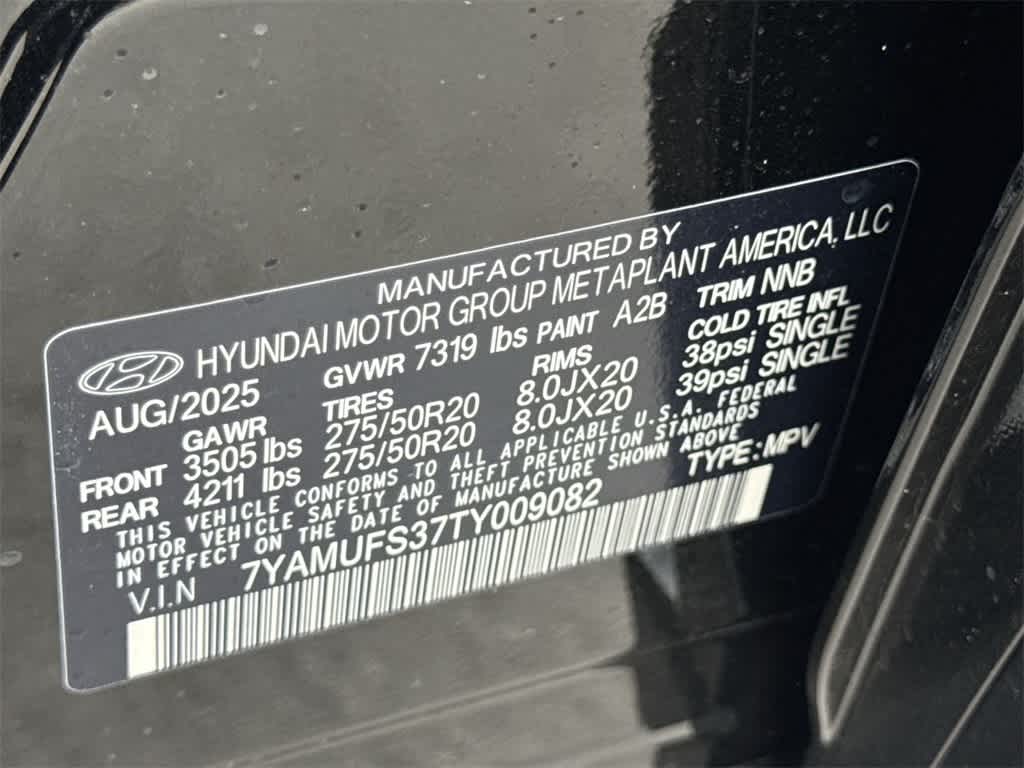 MANUFACTURED BY
HYUNDAI MOTOR GROUP METAPLANT AMERICA, LLC
AUG/2025 GVWR 7319 lbs PAINT A2B TRIM NNB
GAWR TIRES RIMS COLD TIRE INFL
FRONT 3505 lbs 275/50R20 8.0JX20 38psi SINGLE
REAR 4211 lbs 275/50R20 8.0JX20 39psi SINGLE
THIS VEHICLE CONFORMS TO ALL APPLICABLE U.S.A. FEDERAL
MOTOR VEHICLE SAFETY AND THEFT PREVENTION STANDARDS
IN EFFECT ON THE DATE OF MANUFACTURE SHOWN ABOVE
V.I.N 7YAMUFS37TY009082 TYPE:MPV